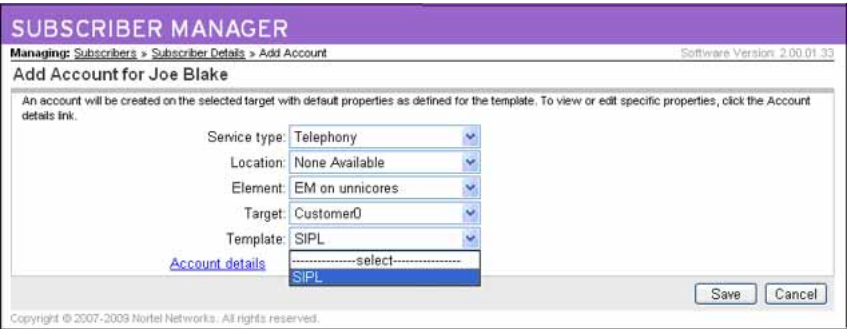 SUBSCRIBER MANAGER
Managing: Subscribers » Subscriber Details » Add Account Software Version: 2.00.01.33
Add Account for Joe Blake
An account will be created on the selected target with default properties as defined for the template. To view or edit specific properties, click the Account
details link.
Service type: Telephony
Location: None Available
Element: EM on unnicores
Target: Customer0
Template: SIPL
---------------select----------------
Account details
SIPL
Save Cancel
Copyright © 2007-2009 Nortel Networks. All rights reserved.